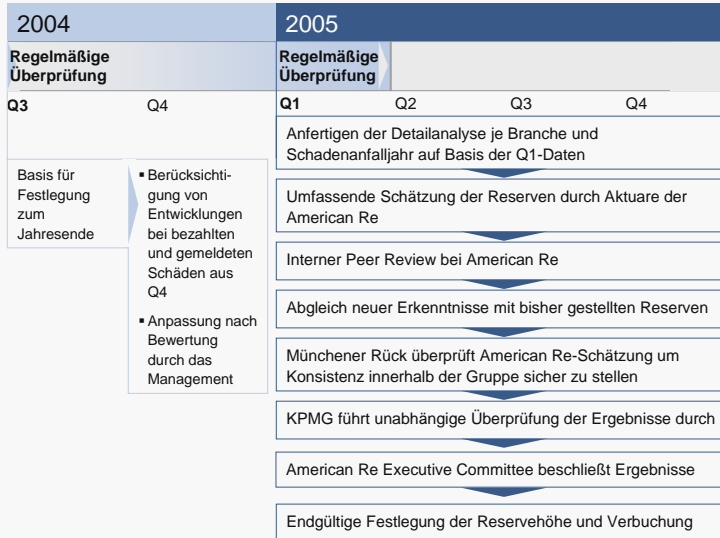 2004
Regelmäßige
Überprüfung
Q3
Q4
Basis für
Festlegung
zum
Jahresende
▪ Berücksichti-
gung von
Entwicklungen
bei bezahlten
und gemeldeten
Schäden aus
Q4
▪ Anpassung nach
Bewertung
durch das
Management
2005
Regelmäßige
Überprüfung
Q1 Q2 Q3 Q4
Anfertigen der Detailanalyse je Branche und
Schadenanfalljahr auf Basis der Q1-Daten
Umfassende Schätzung der Reserven durch Aktuare der
American Re
Interner Peer Review bei American Re
Abgleich neuer Erkenntnisse mit bisher gestellten Reserven
Münchener Rück überprüft American Re-Schätzung um
Konsistenz innerhalb der Gruppe sicher zu stellen
KPMG führt unabhängige Überprüfung der Ergebnisse durch
American Re Executive Committee beschließt Ergebnisse
Endgültige Festlegung der Reservehöhe und Verbuchung